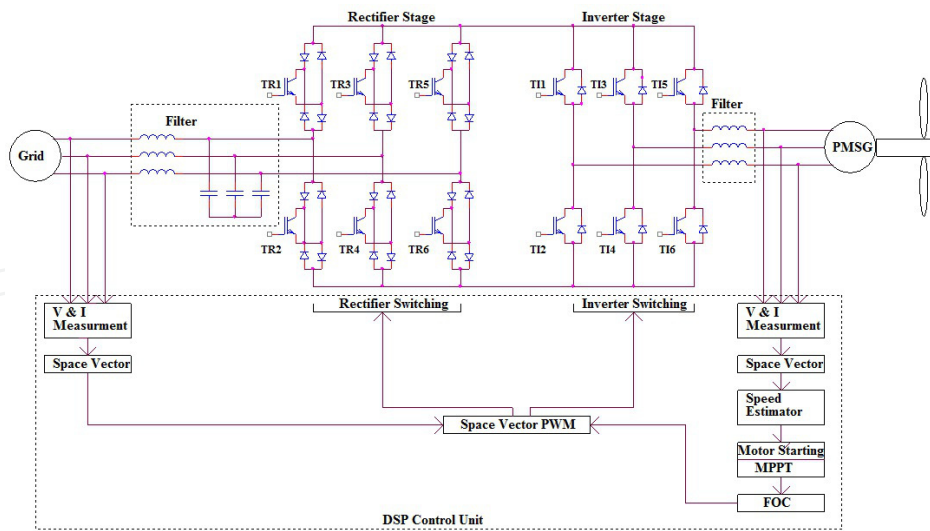 Rectifier Stage
Inverter Stage
TR1
TR3
TR5
TI1
TI3
TI5
Filter
Filter
Grid
PMSG
TR2
TR4
TR6
TI2
TI4
TI6
Rectifier Switching
Inverter Switching
V & I
Measurment
V & I
Measurment
Space Vector
Space Vector
Speed
Estimator
Space Vector PWM
Motor Starting
MPPT
FOC
DSP Control Unit